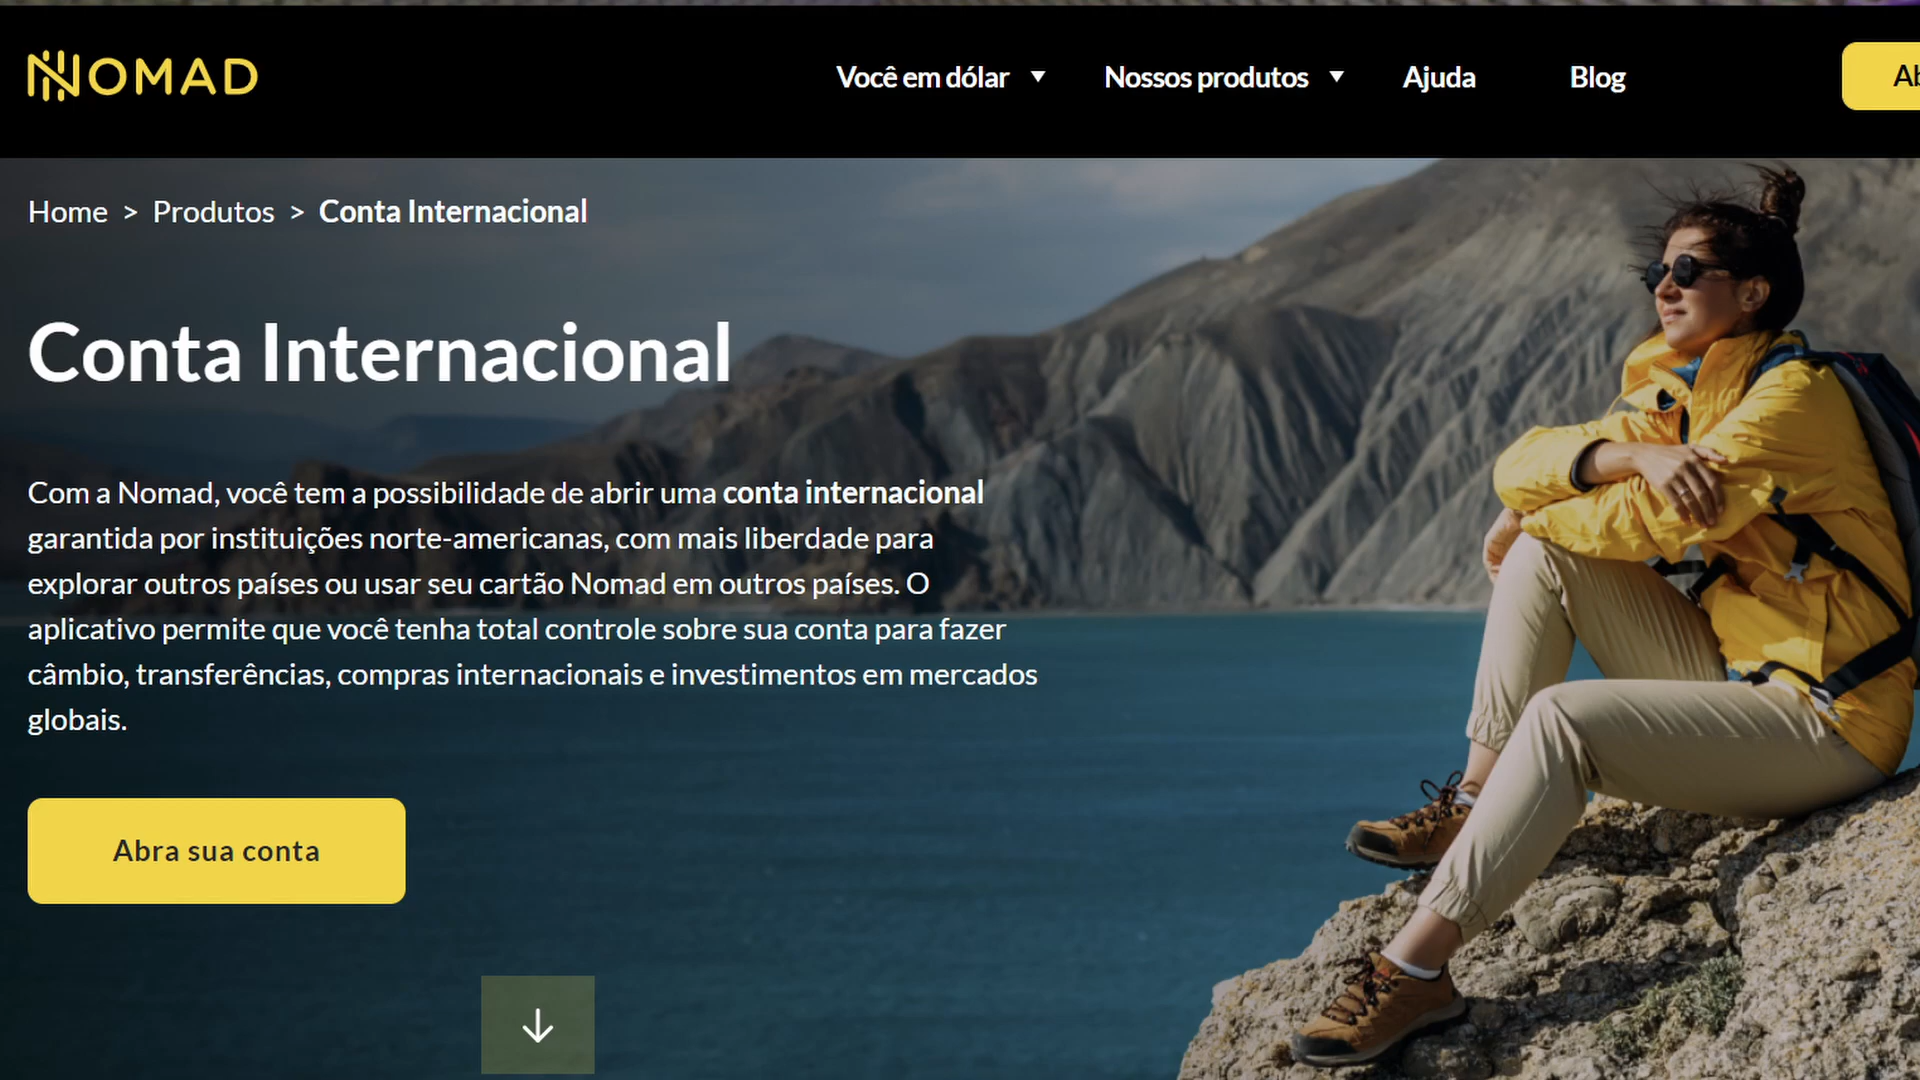 NOMAD
Você em dólar
Nossos produtos
Ajuda
Blog
Home > Produtos > Conta Internacional
Conta Internacional
Com a Nomad, você tem a possibilidade de abrir uma conta internacional
garantida por instituições norte-americanas, com mais liberdade para
explorar outros países ou usar seu cartão Nomad em outros países. O
aplicativo permite que você tenha total controle sobre sua conta para fazer
câmbio, transferências, compras internacionais e investimentos em mercados
globais.
Abra sua conta